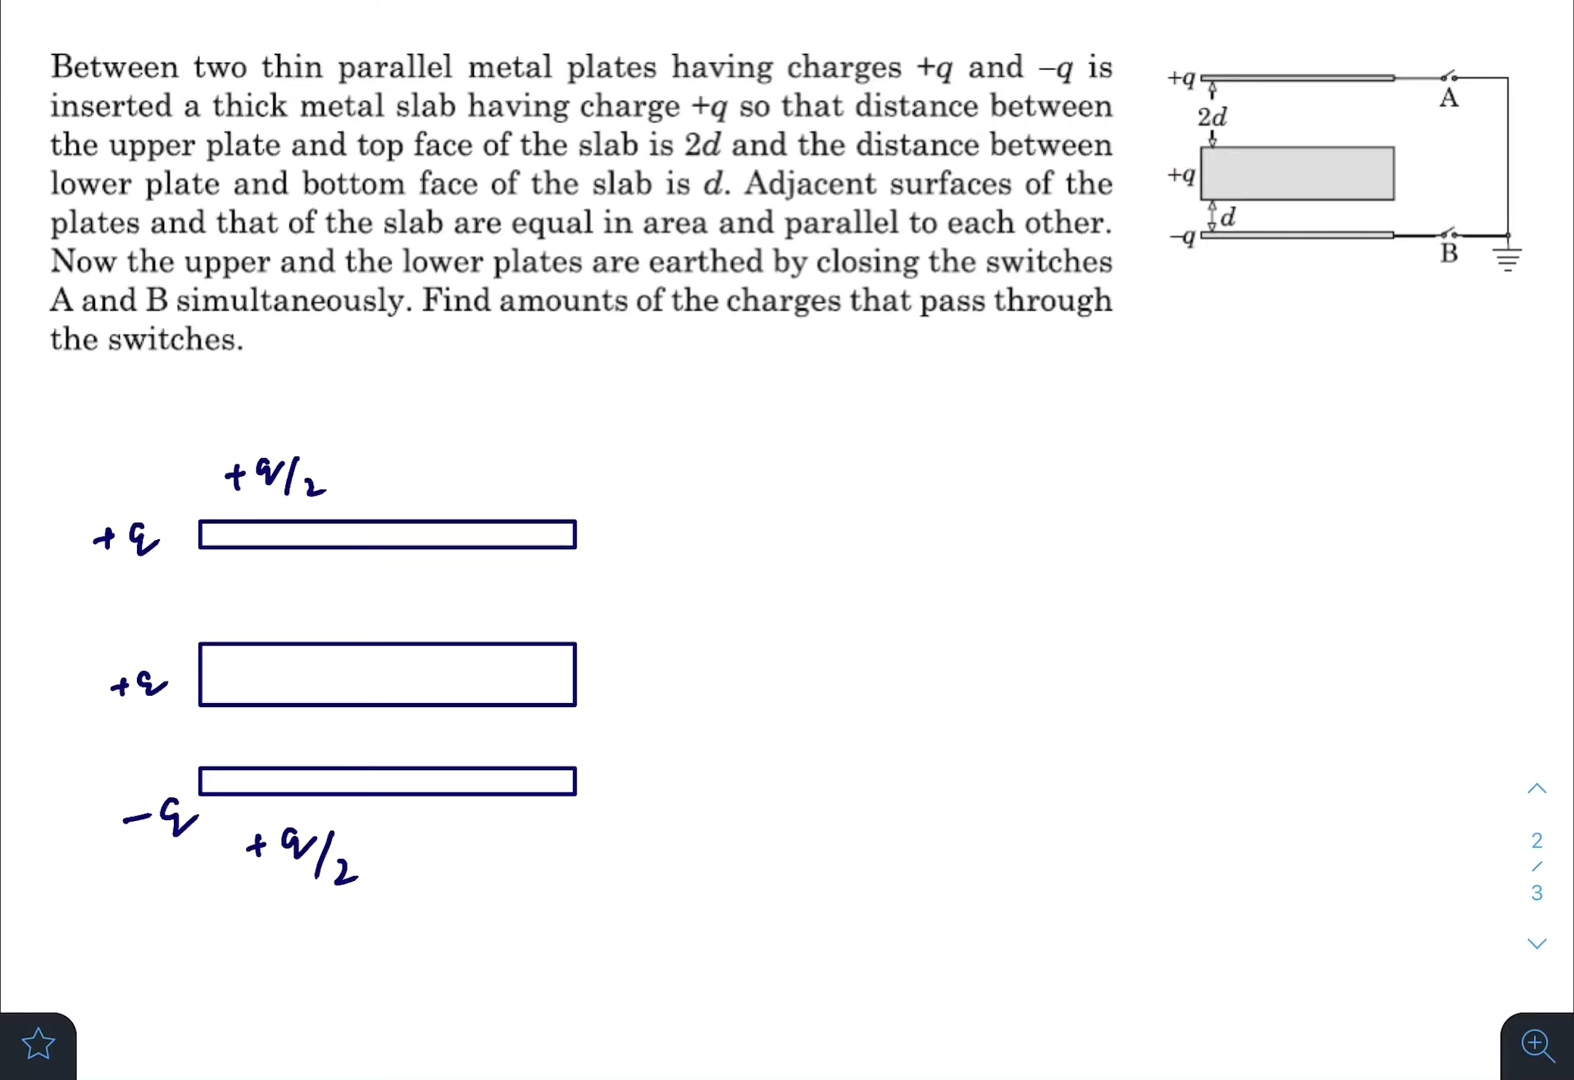 Between two thin parallel metal plates having charges +q and –q is
inserted a thick metal slab having charge +q so that distance between
the upper plate and top face of the slab is 2d and the distance between
lower plate and bottom face of the slab is d. Adjacent surfaces of the
plates and that of the slab are equal in area and parallel to each other.
Now the upper and the lower plates are earthed by closing the switches
A and B simultaneously. Find amounts of the charges that pass through
the switches.
+q
A
2d
+q
d
–q
B
+q/2
+q
+q
-q
+q/2
2
/
3